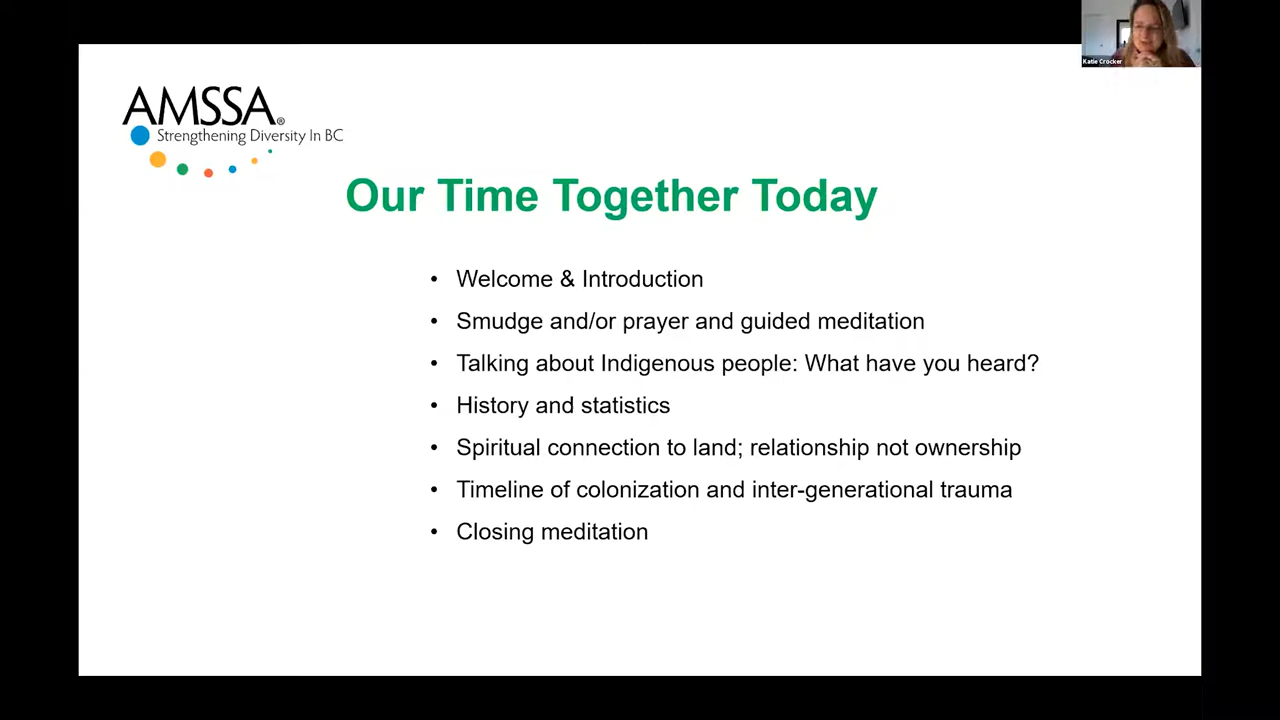 Katie Crocker
AMSSA®
Strengthening Diversity In BC
Our Time Together Today
• Welcome & Introduction
• Smudge and/or prayer and guided meditation
• Talking about Indigenous people: What have you heard?
• History and statistics
• Spiritual connection to land; relationship not ownership
• Timeline of colonization and inter-generational trauma
• Closing meditation